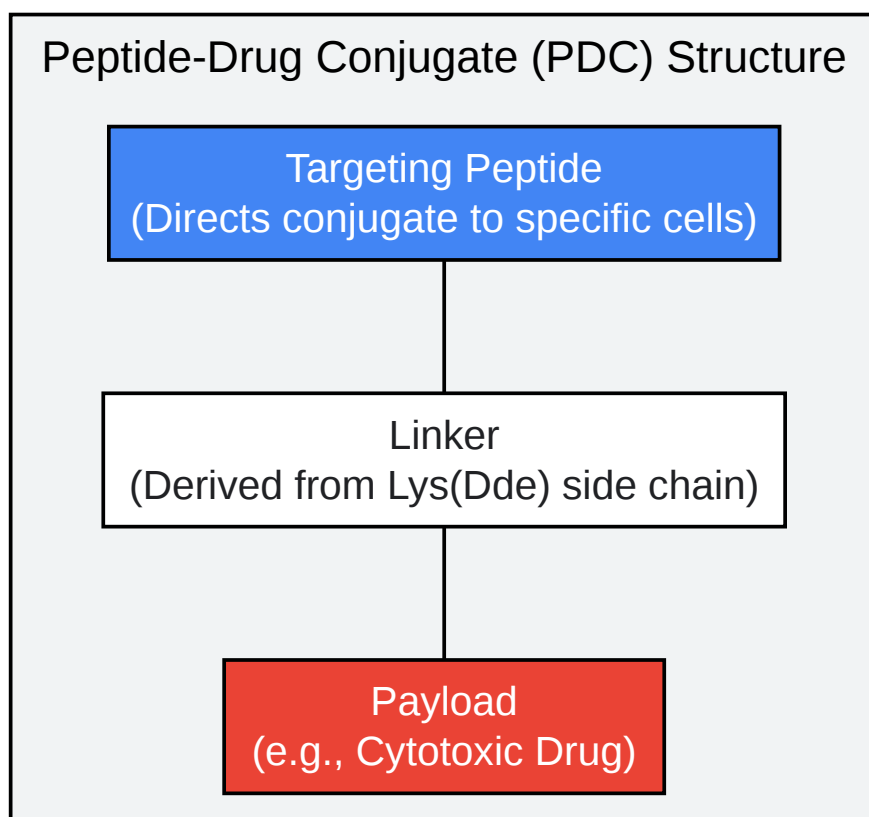 Peptide-Drug Conjugate (PDC) Structure
Targeting Peptide
(Directs conjugate to specific cells)
Linker
(Derived from Lys(Dde) side chain)
Payload
(e.g., Cytotoxic Drug)